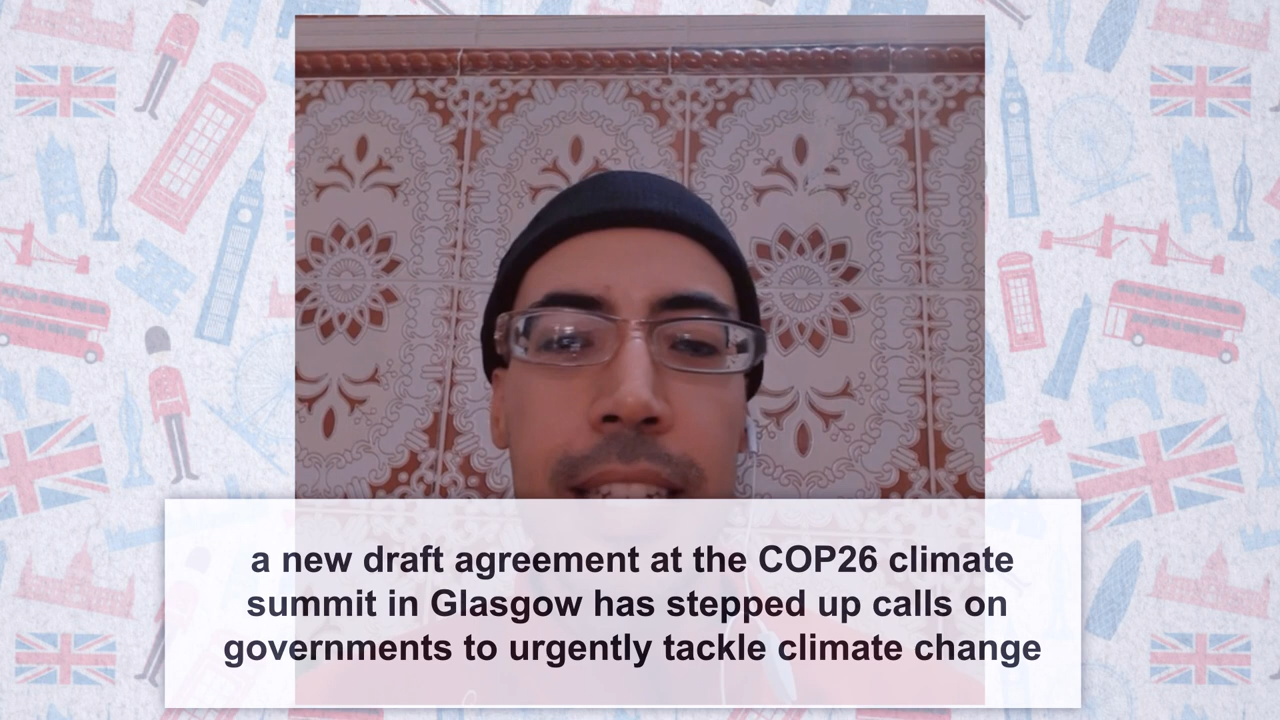 a new draft agreement at the COP26 climate
summit in Glasgow has stepped up calls on
governments to urgently tackle climate change